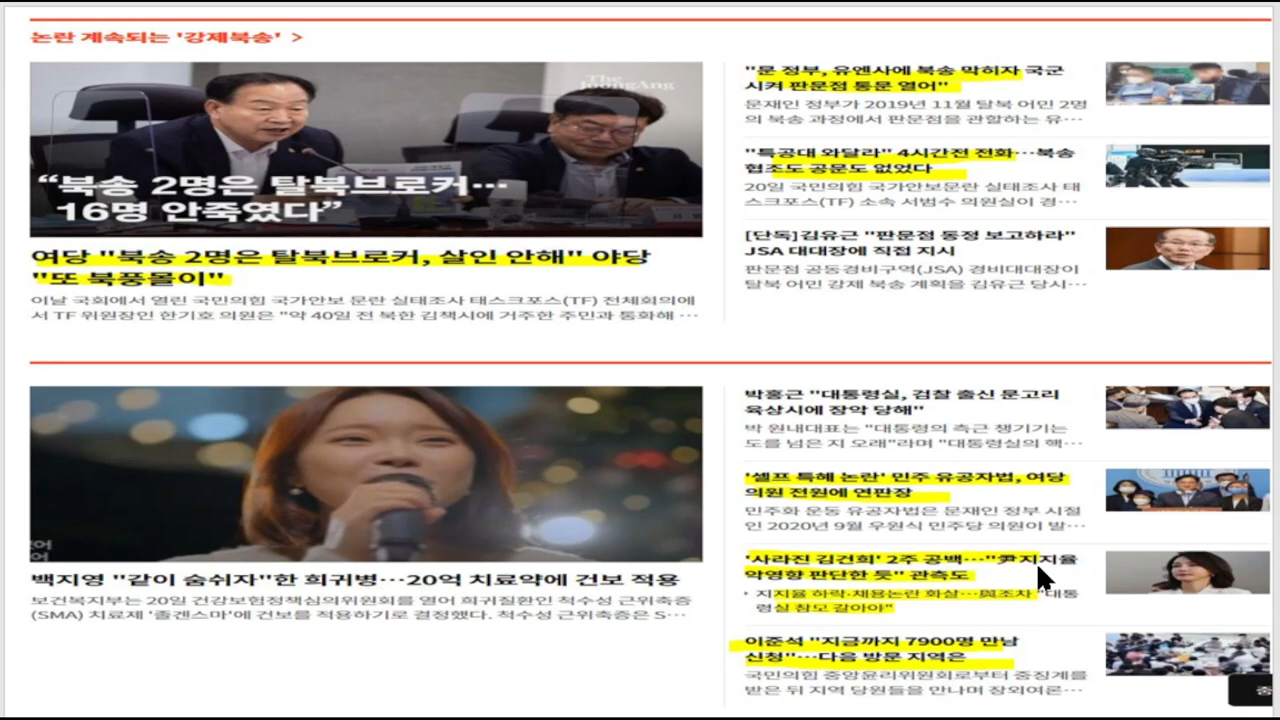 논란 계속되는 '강제북송' >
The
JoongAng
“북송 2명은 탈북브로커…
16명 안죽였다”
여당 "북송 2명은 탈북브로커, 살인 안해" 야당
"또 북풍몰이"
이날 국회에서 열린 국민의힘 국가안보 문란 실태조사 태스크포스(TF) 전체회의에
서 TF 위원장인 한기호 의원은 "약 40일 전 북한 김책시에 거주한 주민과 통화해 …
"문 정부, 유엔사에 북송 막히자 국군
시켜 판문점 통문 열어"
문재인 정부가 2019년 11월 탈북 어민 2명
의 북송 과정에서 판문점을 관할하는 유…
"특공대 와달라" 4시간전 전화…북송
협조도 공문도 없었다
20일 국민의힘 국가안보문란 실태조사 태
스크포스(TF) 소속 서범수 의원실이 경…
[단독]김유근 "판문점 동정 보고하라"
JSA 대대장에 직접 지시
판문점 공동경비구역(JSA) 경비대대장이
탈북 어민 강제 북송 계획을 김유근 당시…
백지영 "같이 숨쉬자"한 희귀병…20억 치료약에 건보 적용
보건복지부는 20일 건강보험정책심의위원회를 열어 희귀질환인 척수성 근위축증
(SMA) 치료제 '졸겐스마'에 건보를 적용하기로 결정했다. 척수성 근위축증은 S…
박홍근 "대통령실, 검찰 출신 문고리
육상시에 장악 당해"
박 원내대표는 "대통령의 측근 챙기기는
도를 넘은 지 오래"라며 "대통령실의 핵…
'셀프 특혜 논란' 민주 유공자법, 여당
의원 전원에 연판장
민주화 운동 유공자법은 문재인 정부 시절
인 2020년 9월 우원식 민주당 의원이 발…
'사라진 김건희' 2주 공백…"尹지지율
악영향 판단한 듯" 관측도
지지율 하락·채용논란 화살…與조차 "대통
령실 참모 갈아야"
이준석 "지금까지 7900명 만남
신청"…다음 방문 지역은
국민의힘 중앙윤리위원회로부터 중징계를
받은 뒤 지역 당원들을 만나며 장외여론…